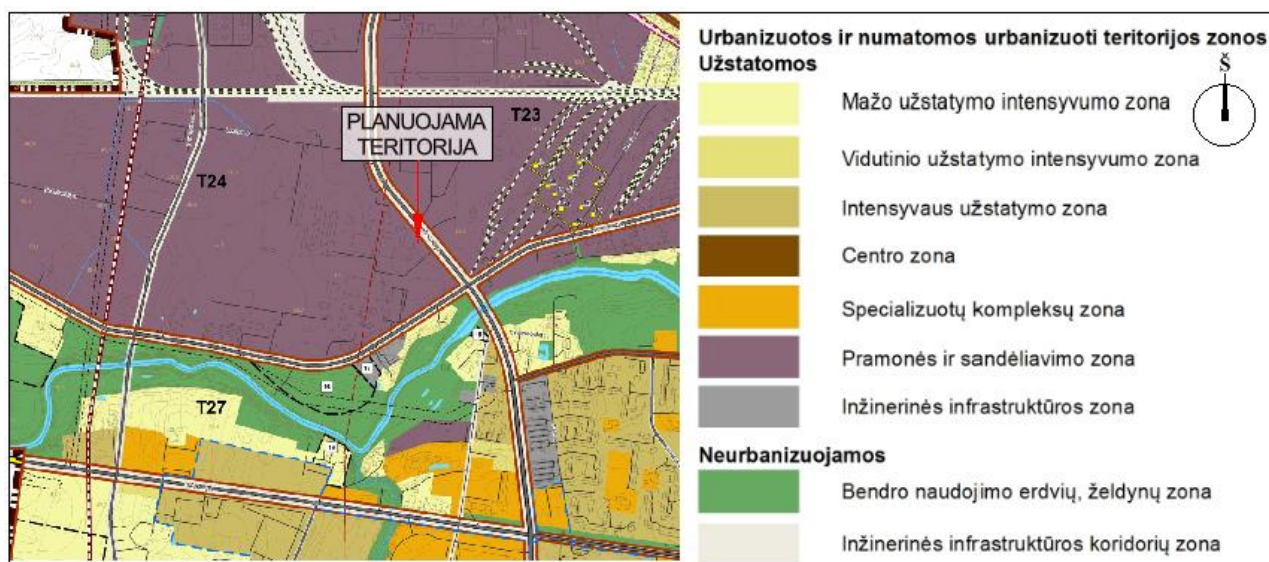 PLANUOJAMA
TERITORIJA
T23
T24
T27
Urbanizuotos ir numatomos urbanizuoti teritorijos zonos
Užstatomos
Š
Mažo užstatymo intensyvumo zona
Vidutinio užstatymo intensyvumo zona
Intensyvaus užstatymo zona
Centro zona
Specializuotų kompleksų zona
Pramonės ir sandėliavimo zona
Inžinerinės infrastruktūros zona
Neurbanizuojamos
Bendro naudojimo erdvių, želdynų zona
Inžinerinės infrastruktūros koridorių zona